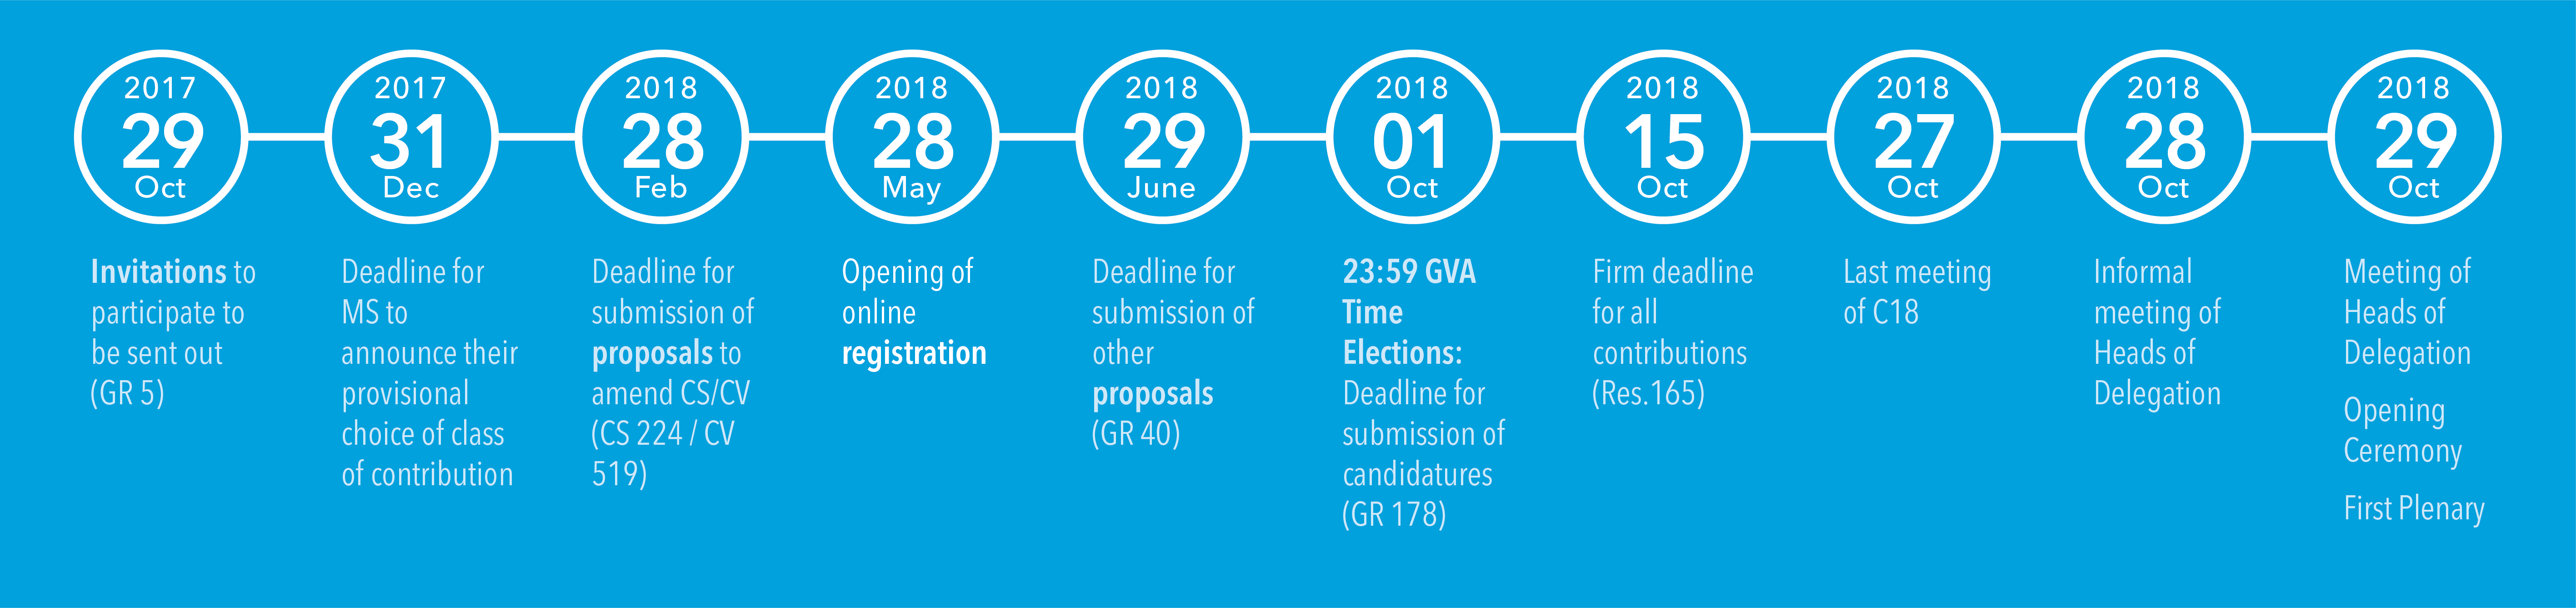 2017
29
Oct
Invitations to
participate to
be sent out
(GR 5)
2017
31
Dec
Deadline for
MS to
announce their
provisional
choice of class
of contribution
2018
28
Feb
Deadline for
submission of
proposals to
amend CS/CV
(CS 224 / CV
519)
2018
28
May
Opening of
online
registration
2018
29
June
Deadline for
submission of
other
proposals
(GR 40)
2018
01
Oct
23:59 GVA
Time
Elections:
Deadline for
submission of
candidatures
(GR 178)
2018
15
Oct
Firm deadline
for all
contributions
(Res.165)
2018
27
Oct
Last meeting
of C18
2018
28
Oct
Informal
meeting of
Heads of
Delegation
2018
29
Oct
Meeting of
Heads of
Delegation
Opening
Ceremony
First Plenary